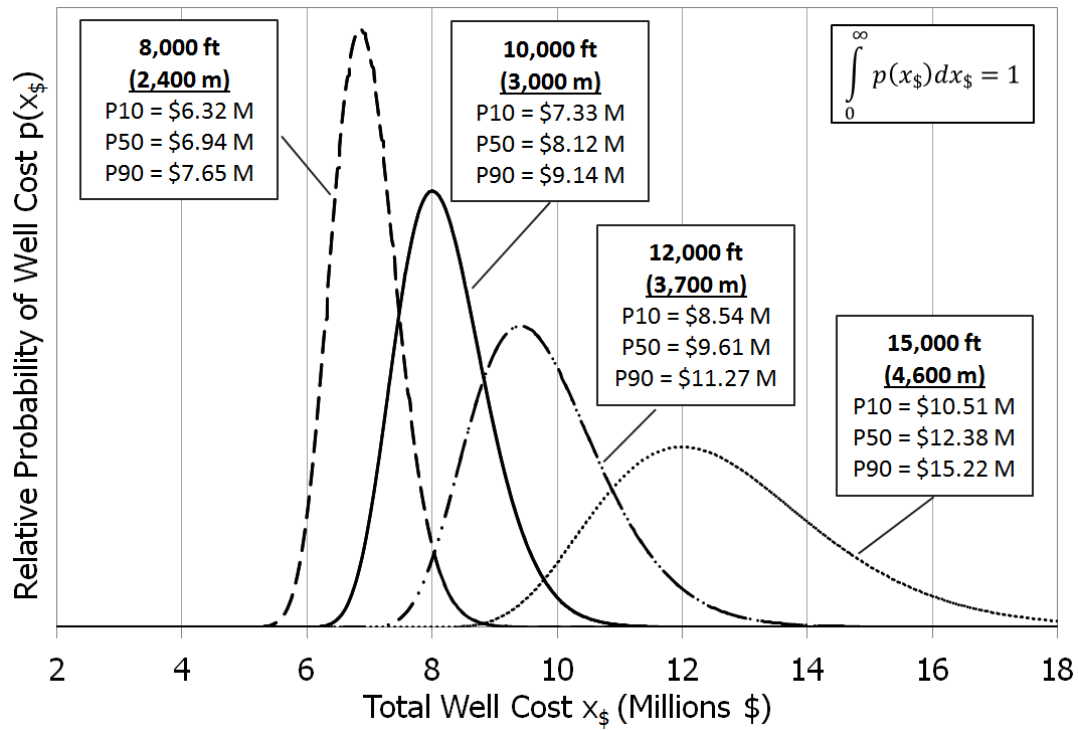 Relative Probability of Well Cost p(x$)
8,000 ft
(2,400 m)
P10 = $6.32 M
P50 = $6.94 M
P90 = $7.65 M
10,000 ft
(3,000 m)
P10 = $7.33 M
P50 = $8.12 M
P90 = $9.14 M
12,000 ft
(3,700 m)
P10 = $8.54 M
P50 = $9.61 M
P90 = $11.27 M
15,000 ft
(4,600 m)
P10 = $10.51 M
P50 = $12.38 M
P90 = $15.22 M
∞
∫ p(x$)dx$ = 1
0
2 4 6 8 10 12 14 16 18
Total Well Cost x$ (Millions $)